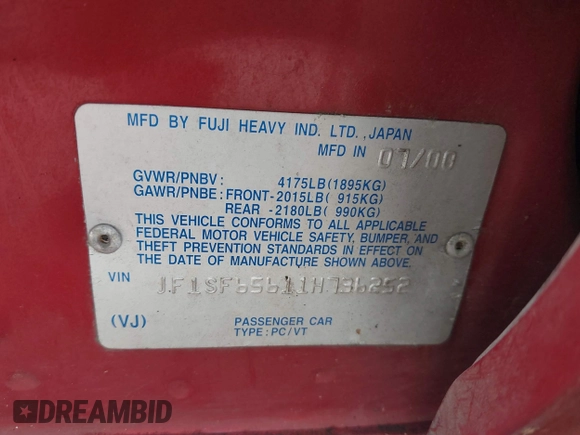 MFD BY FUJI HEAVY IND. LTD., JAPAN
MFD IN 07/00
GVWR/PNBV: 4175LB(1895KG)
GAWR/PNBE: FRONT-2015LB( 915KG)
REAR -2180LB( 990KG)
THIS VEHICLE CONFORMS TO ALL APPLICABLE
FEDERAL MOTOR VEHICLE SAFETY, BUMPER, AND
THEFT PREVENTION STANDARDS IN EFFECT ON
THE DATE OF MANUFACTURE SHOWN ABOVE.
VIN JF1SF65611H736252
(VJ) PASSENGER CAR
TYPE: PC/VT
DREAMBID